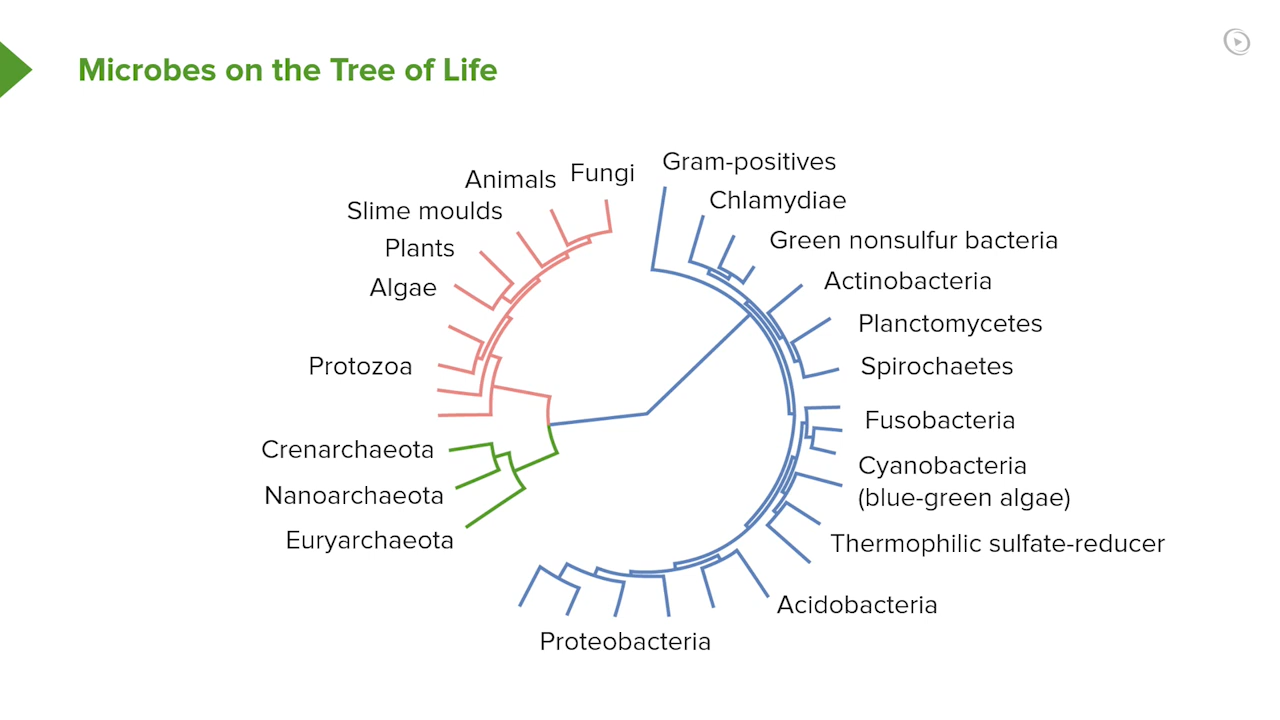 Microbes on the Tree of Life
Gram-positives
Fungi
Animals
Chlamydiae
Slime moulds
Green nonsulfur bacteria
Plants
Actinobacteria
Algae
Planctomycetes
Protozoa
Spirochaetes
Fusobacteria
Crenarchaeota
Cyanobacteria
(blue-green algae)
Nanoarchaeota
Euryarchaeota
Thermophilic sulfate-reducer
Acidobacteria
Proteobacteria